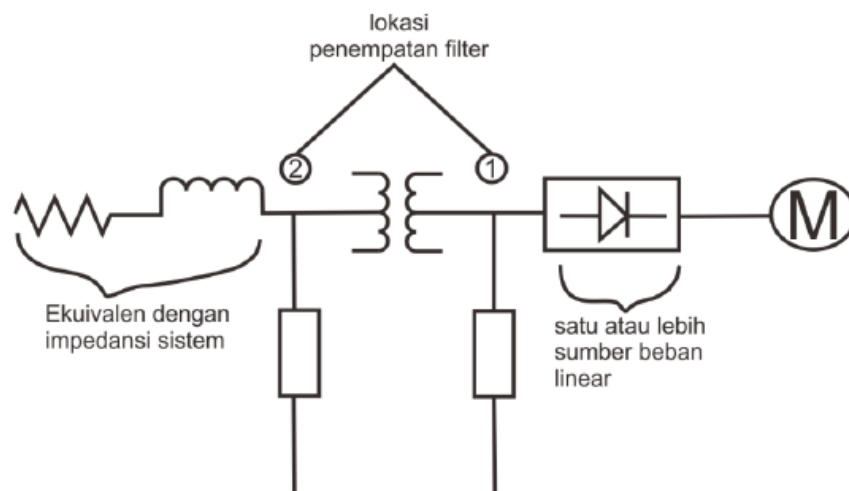 lokasi
penempatan filter
②
①
M
Ekuivalen dengan
impedansi sistem
satu atau lebih
sumber beban
linear